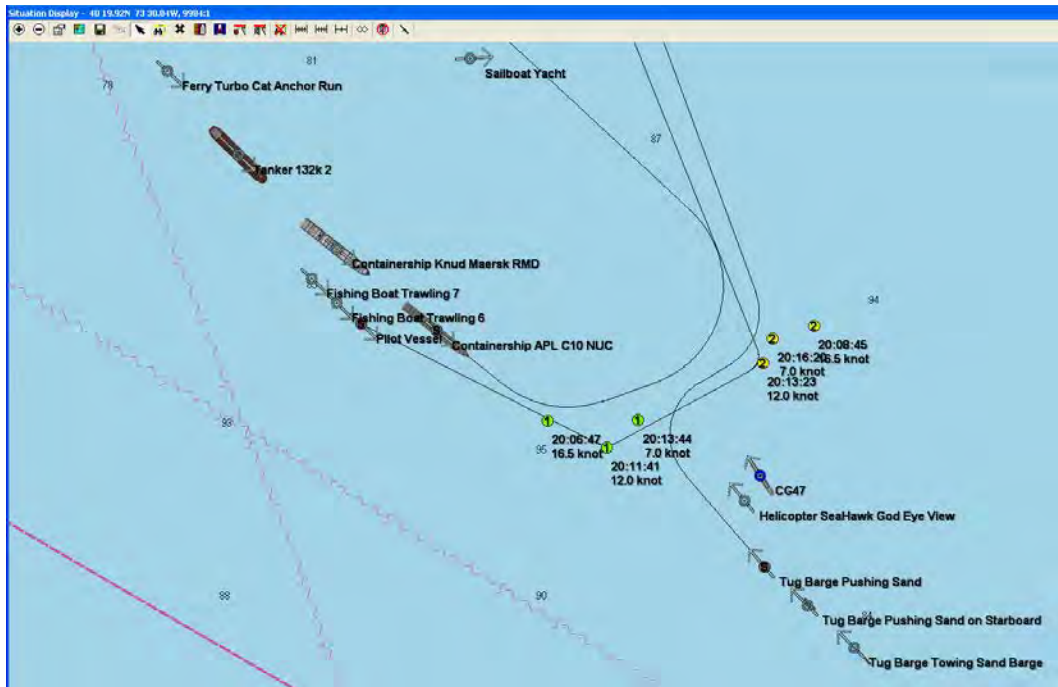 Situation Display - 40 19.92N 73 30.04W, 9984:1
81
78
Sailboat Yacht
Ferry Turbo Cat Anchor Run
87
Tanker 132k 2
Containership Knud Maersk RMD
Fishing Boat Trawling 7
94
Fishing Boat Trawling 6
S
S
Pilot Vessel
Containership APL C10 NUC
2
2
20:08:45
16.5 knot
20:16:20
7.0 knot
2
20:13:23
12.0 knot
93
1
1
20:06:47
16.5 knot
20:13:44
7.0 knot
95
1
20:11:41
12.0 knot
CG47
Helicopter SeaHawk God Eye View
S
Tug Barge Pushing Sand
88
90
Tug Barge Pushing Sand on Starboard
Tug Barge Towing Sand Barge